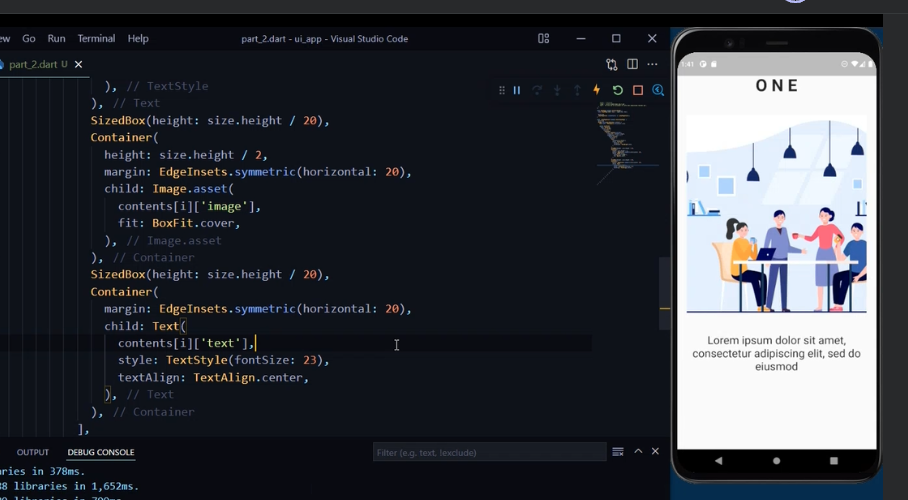 ew Go Run Terminal Help part_2.dart - ui_app - Visual Studio Code
part_2.dart U
), // TextStyle
), // Text
SizedBox(height: size.height / 20),
Container(
height: size.height / 2,
margin: EdgeInsets.symmetric(horizontal: 20),
child: Image.asset(
contents[i]['image'],
fit: BoxFit.cover,
), // Image.asset
), // Container
SizedBox(height: size.height / 20),
Container(
margin: EdgeInsets.symmetric(horizontal: 20),
child: Text(
contents[i]['text'],
style: TextStyle(fontSize: 23),
textAlign: TextAlign.center,
), // Text
), // Container
],
OUTPUT DEBUG CONSOLE
Filter (e.g. text, !exclude)
aries in 378ms.
88 libraries in 1,652ms.
:41
ONE
Lorem ipsum dolor sit amet,
consectetur adipiscing elit, sed do
eiusmod